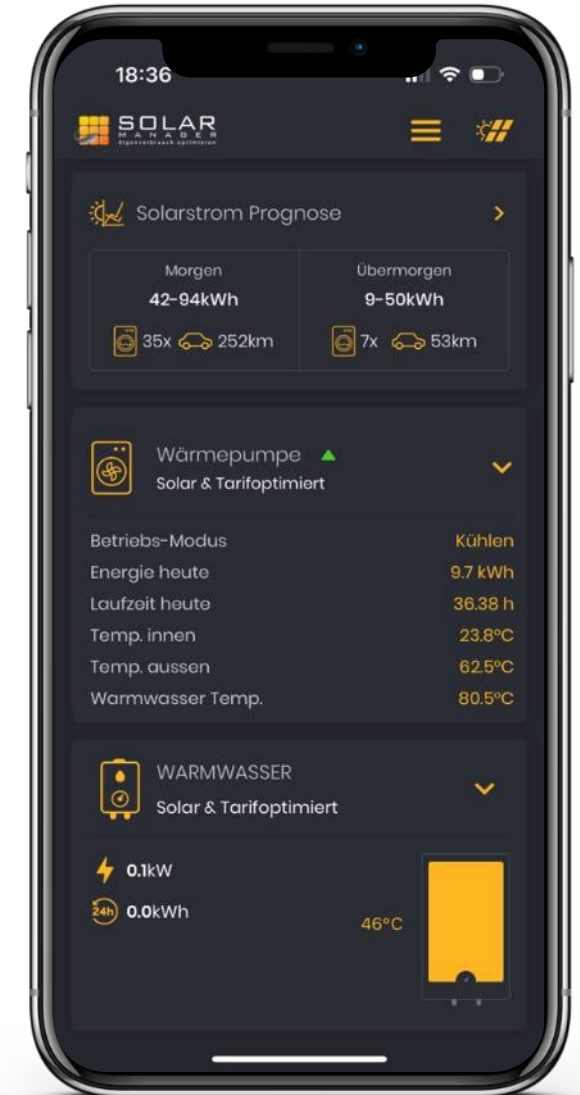 18:36
SOLAR
MANAGER
Eigenverbrauch optimieren
Solarstrom Prognose
Morgen
42-94kWh
35x 252km
Übermorgen
9-50kWh
7x 53km
Wärmepumpe
Solar & Tarifoptimiert
Betriebs-Modus Kühlen
Energie heute 9.7 kWh
Laufzeit heute 36.38 h
Temp. innen 23.8°C
Temp. aussen 62.5°C
Warmwasser Temp. 80.5°C
WARMWASSER
Solar & Tarifoptimiert
0.1kW
24h 0.0kWh
46°C